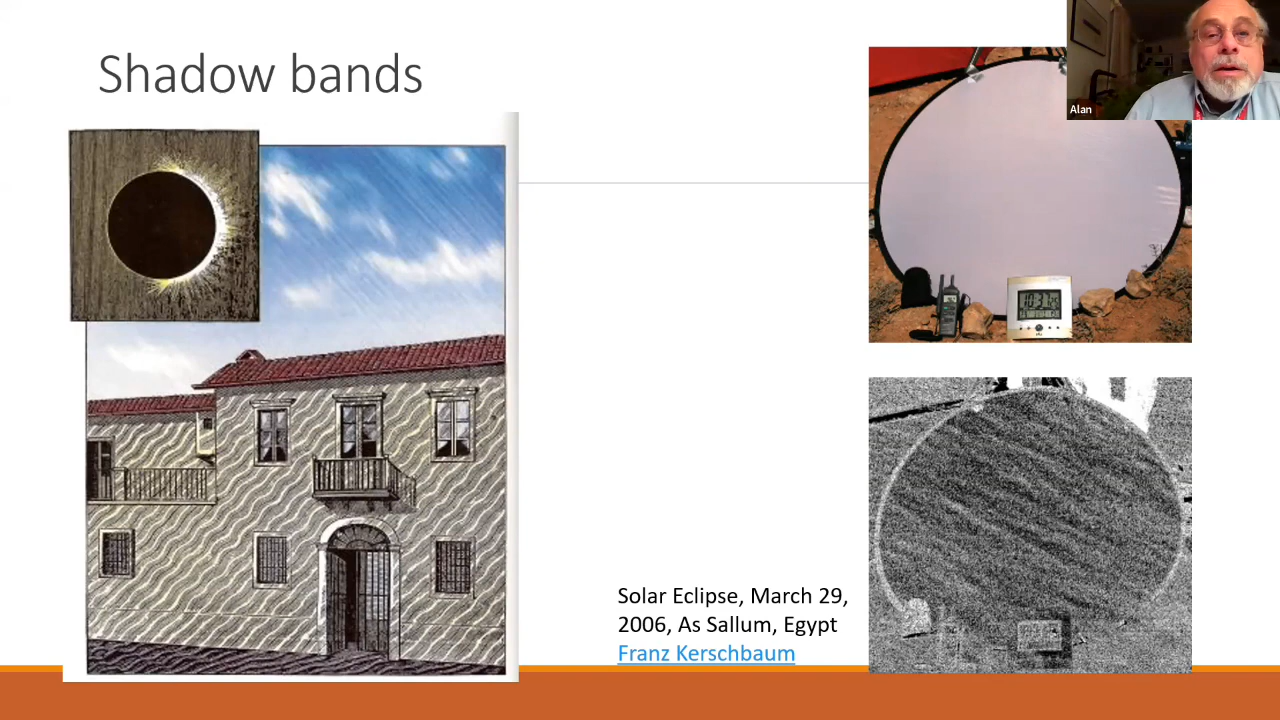 Shadow bands
Alan
Solar Eclipse, March 29,
2006, As Sallum, Egypt
Franz Kerschbaum